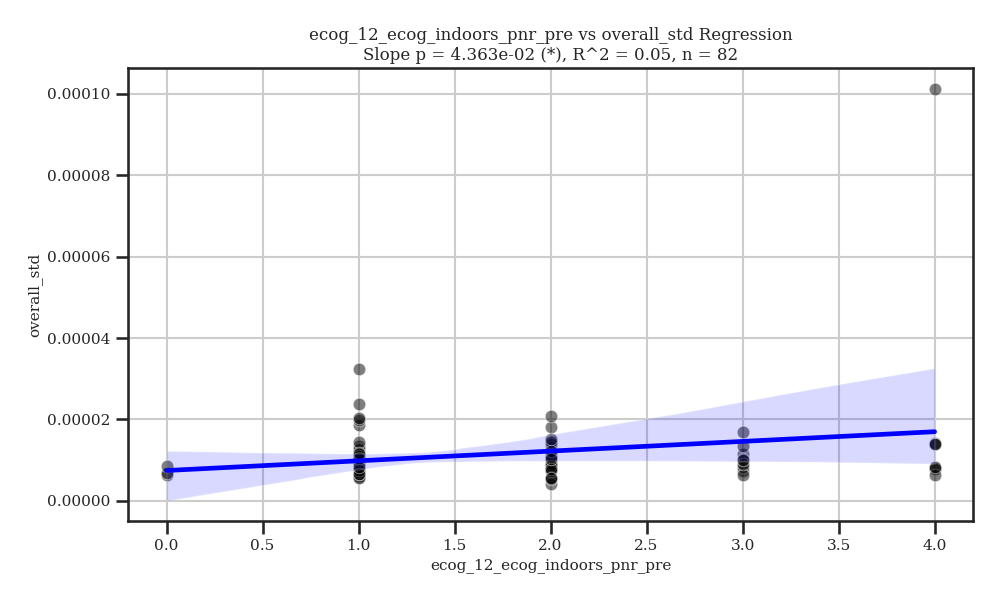 ecog_12_ecog_indoors_pnr_pre vs overall_std Regression
Slope p = 4.363e-02 (*), R^2 = 0.05, n = 82
0.00010
0.00008
0.00006
0.00004
0.00002
0.00000
overall_std
0.0 0.5 1.0 1.5 2.0 2.5 3.0 3.5 4.0
ecog_12_ecog_indoors_pnr_pre